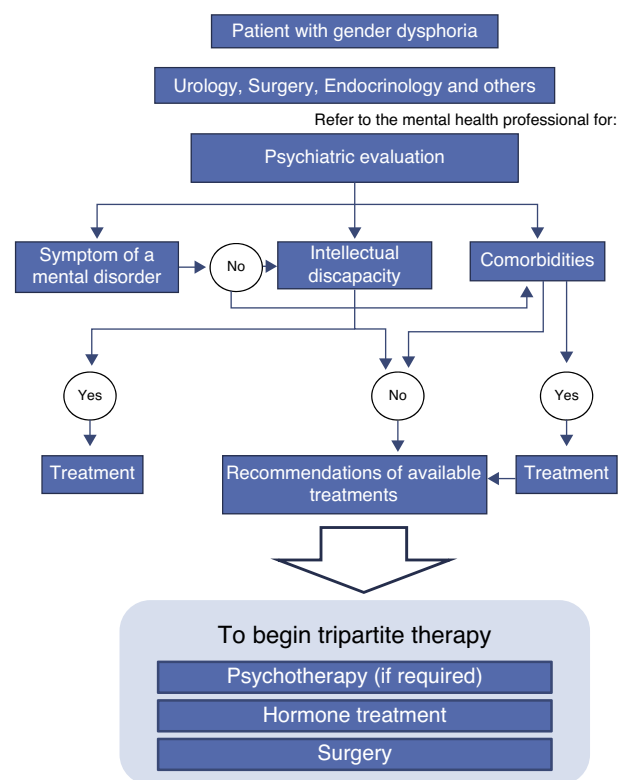 Patient with gender dysphoria
Urology, Surgery, Endocrinology and others
Refer to the mental health professional for:
Psychiatric evaluation
Symptom of a
mental disorder
No
Intellectual
discapacity
Comorbidities
Yes
No
Yes
Treatment
Recommendations of available
treatments
Treatment
To begin tripartite therapy
Psychotherapy (if required)
Hormone treatment
Surgery